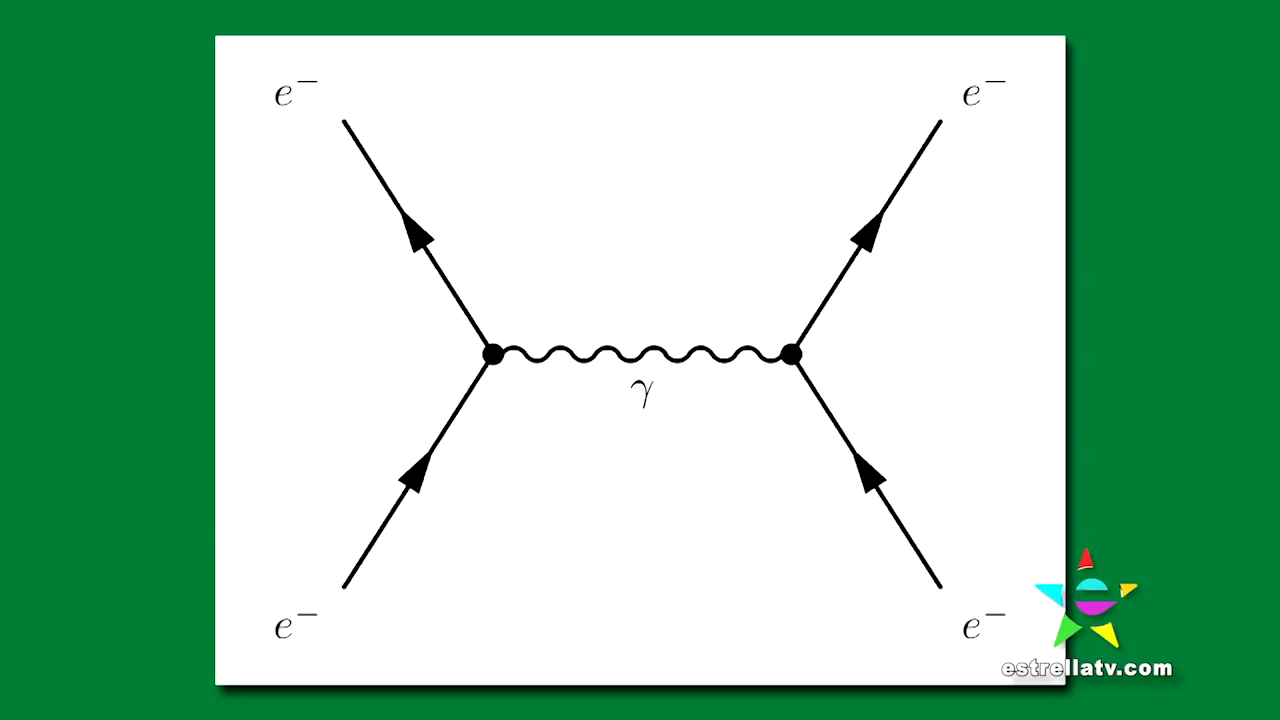 e⁻ e⁻
γ
e⁻ e⁻
estrellatv.com